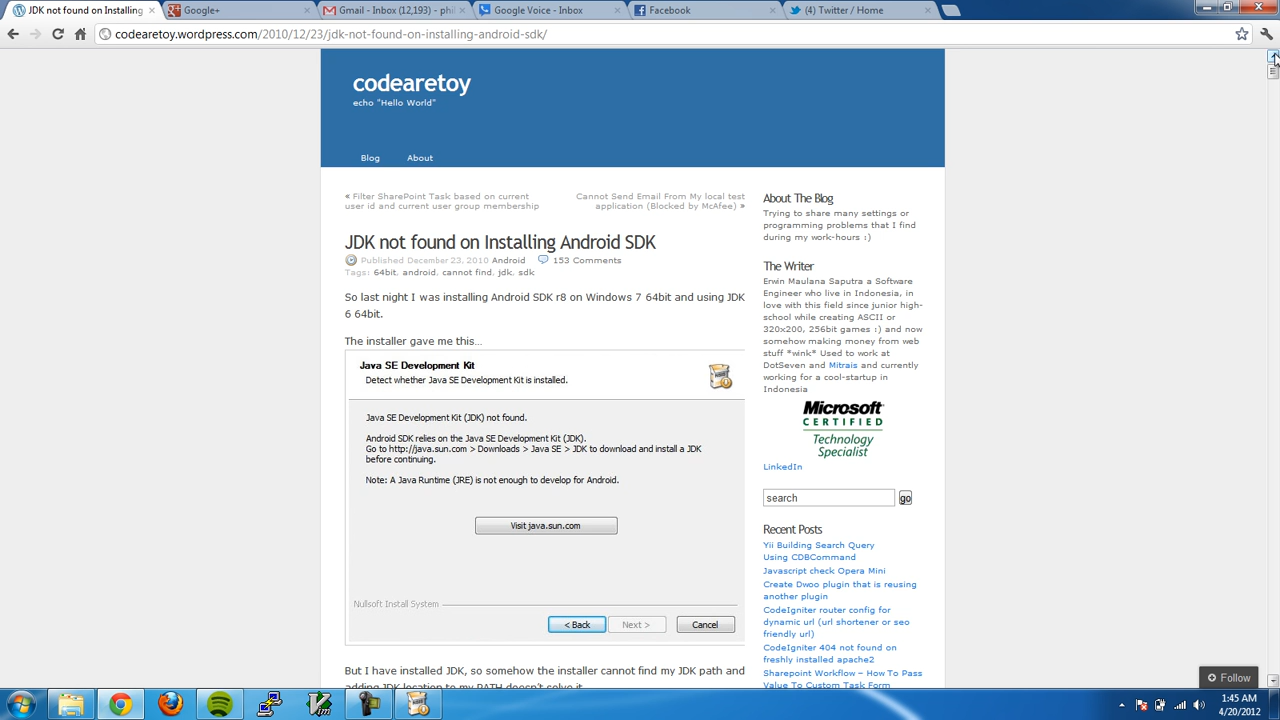 JDK not found on Installing
Google+
Gmail - Inbox (12,193) - phil
Google Voice - Inbox
Facebook
(4) Twitter / Home
codearetoy.wordpress.com/2010/12/23/jdk-not-found-on-installing-android-sdk/
codearetoy
echo "Hello World"
Blog
About
« Filter SharePoint Task based on current
user id and current user group membership
Cannot Send Email From My local test
application (Blocked by McAfee) »
JDK not found on Installing Android SDK
Published December 23, 2010 Android 153 Comments
Tags: 64bit, android, cannot find, jdk, sdk
So last night I was installing Android SDK r8 on Windows 7 64bit and using JDK
6 64bit.
The installer gave me this...
Java SE Development Kit
Detect whether Java SE Development Kit is installed.
Java SE Development Kit (JDK) not found.
Android SDK relies on the Java SE Development Kit (JDK).
Go to http://java.sun.com > Downloads > Java SE > JDK to download and install a JDK
before continuing.
Note: A Java Runtime (JRE) is not enough to develop for Android.
Visit java.sun.com
Nullsoft Install System
< Back
Next >
Cancel
But I have installed JDK, so somehow the installer cannot find my JDK path and
adding JDK location to my PATH doesn't solve it
About The Blog
Trying to share many settings or
programming problems that I find
during my work-hours :)
The Writer
Erwin Maulana Saputra a Software
Engineer who live in Indonesia, in
love with this field since junior high-
school while creating ASCII or
320x200, 256bit games :) and now
somehow making money from web
stuff *wink* Used to work at
DotSeven and Mitrais and currently
working for a cool-startup in
Indonesia
Microsoft
CERTIFIED
Technology
Specialist
LinkedIn
search
go
Recent Posts
Yii Building Search Query
Using CDBCommand
Javascript check Opera Mini
Create Dwoo plugin that is reusing
another plugin
CodeIgniter router config for
dynamic url (url shortener or seo
friendly url)
CodeIgniter 404 not found on
freshly installed apache2
Sharepoint Workflow – How To Pass
Value To Custom Task Form
Follow
1:45 AM
4/20/2012